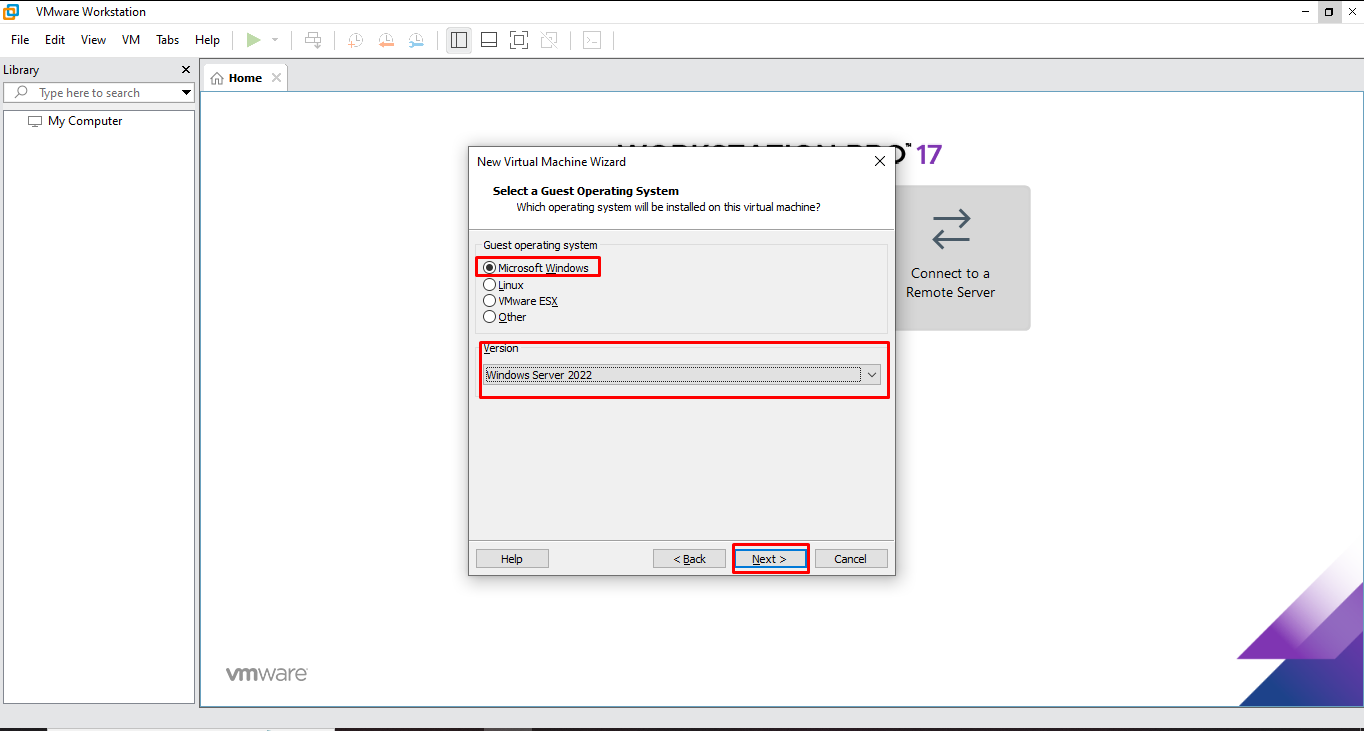 VMware Workstation
File Edit View VM Tabs Help
Library
Type here to search
My Computer
Home
WORKSTATION PRO™ 17
New Virtual Machine Wizard
Select a Guest Operating System
Which operating system will be installed on this virtual machine?
Guest operating system
Microsoft Windows
Linux
VMware ESX
Other
Version
Windows Server 2022
Help
< Back
Next >
Cancel
Connect to a
Remote Server
vmware